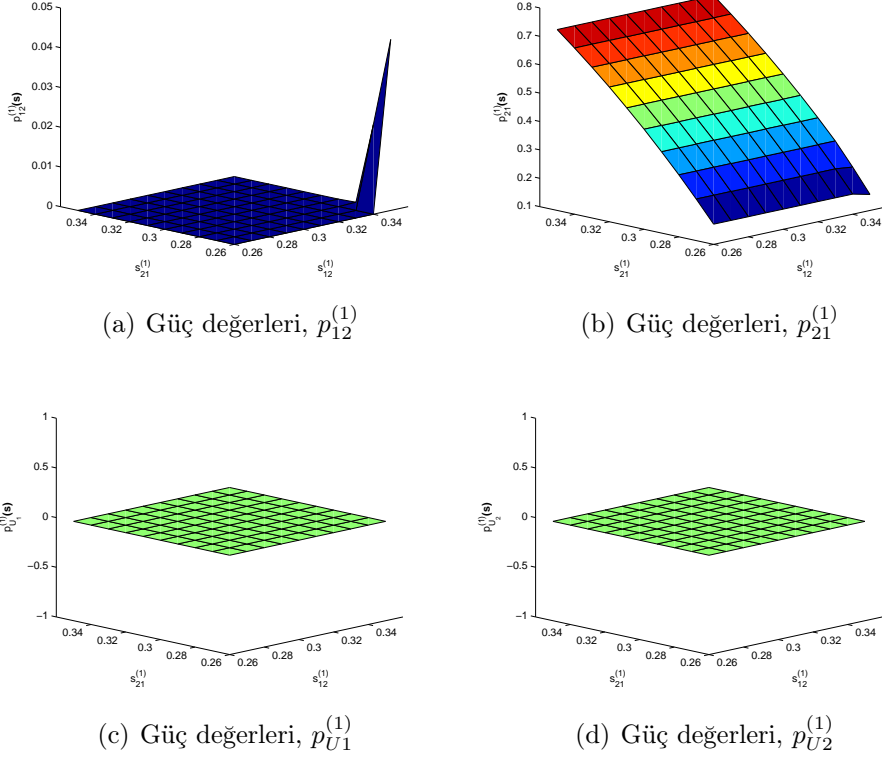 0.05
0.04
0.03
0.02
0.01
0
p₁₂⁽¹⁾(s)
0.34 0.32 0.3 0.28 0.26
s₂₁⁽¹⁾
0.26 0.28 0.3 0.32 0.34
s₁₂⁽¹⁾
(a) Güç değerleri, p₁₂⁽¹⁾
0.8
0.7
0.6
0.5
0.4
0.3
0.2
0.1
p₂₁⁽¹⁾(s)
0.34 0.32 0.3 0.28 0.26
s₂₁⁽¹⁾
0.26 0.28 0.3 0.32 0.34
s₁₂⁽¹⁾
(b) Güç değerleri, p₂₁⁽¹⁾
1
0.5
0
−0.5
−1
p_U₁⁽¹⁾(s)
0.34 0.32 0.3 0.28 0.26
s₂₁⁽¹⁾
0.26 0.28 0.3 0.32 0.34
s₁₂⁽¹⁾
(c) Güç değerleri, p_U1⁽¹⁾
1
0.5
0
−0.5
−1
p_U₂⁽¹⁾(s)
0.34 0.32 0.3 0.28 0.26
s₂₁⁽¹⁾
0.26 0.28 0.3 0.32 0.34
s₁₂⁽¹⁾
(d) Güç değerleri, p_U2⁽¹⁾